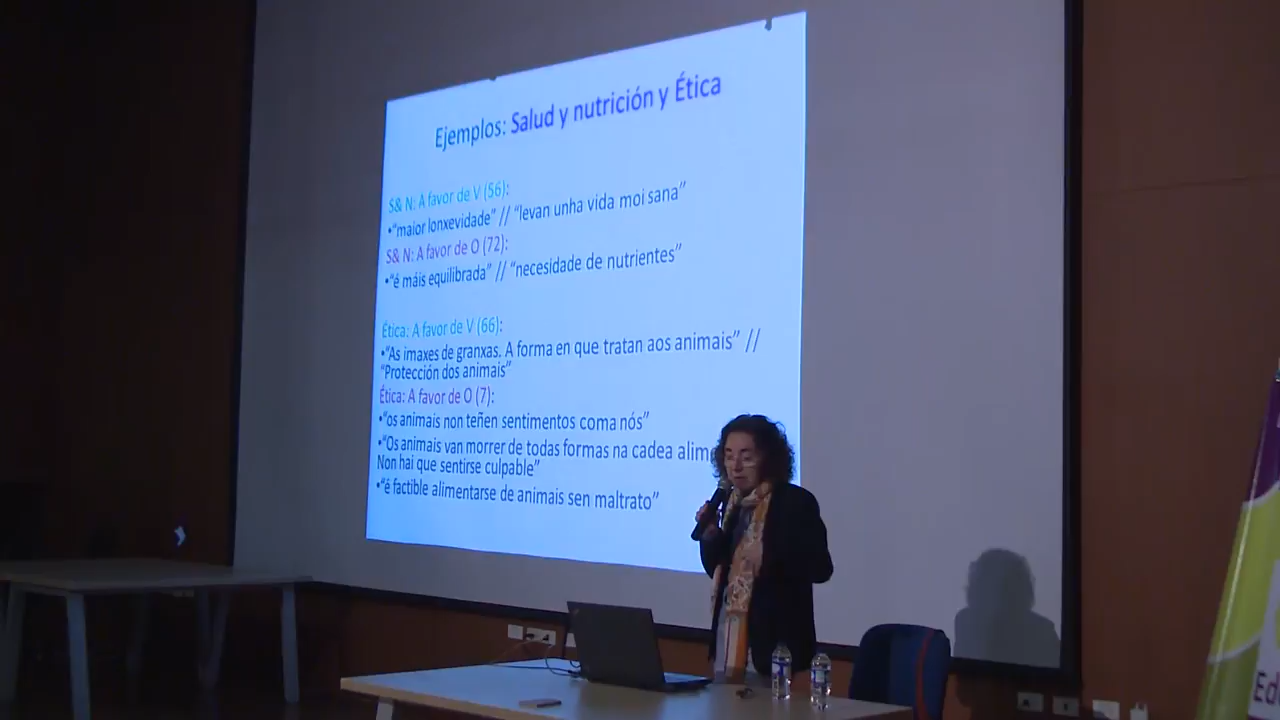 Ejemplos: Salud y nutrición y Ética
S& N: A favor de V (56):
•“maior lonxevidade” // “levan unha vida moi sana”
S& N: A favor de O (72):
•“é máis equilibrada” // “necesidade de nutrientes”
Ética: A favor de V (66):
•“As imaxes de granxas. A forma en que tratan aos animais” //
“Protección dos animais”
Ética: A favor de O (7):
•“os animais non teñen sentimentos coma nós”
•“Os animais van morrer de todas formas na cadea
Non hai que sentirse culpable”
•“é factible alimentarse de animais sen maltrato”